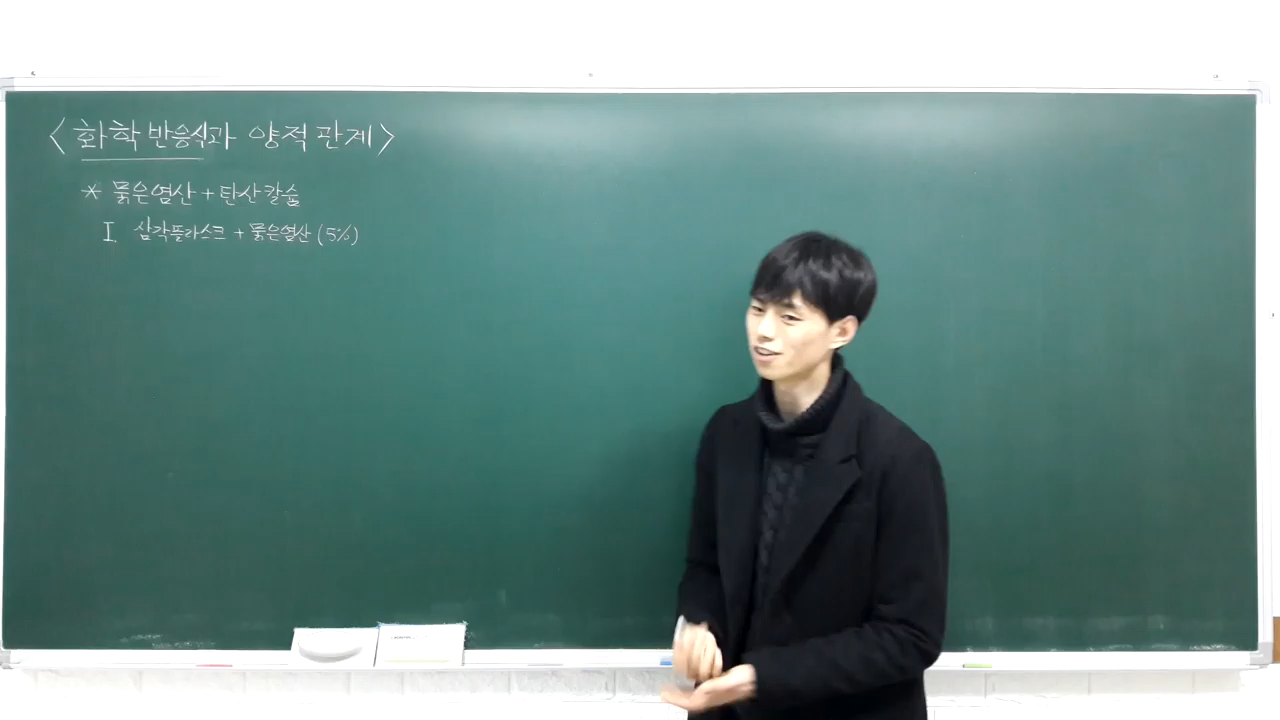 <화학 반응식과 양적 관계>
* 묽은염산 + 탄산칼슘
I. 삼각플라스크 + 묽은염산 (5%)